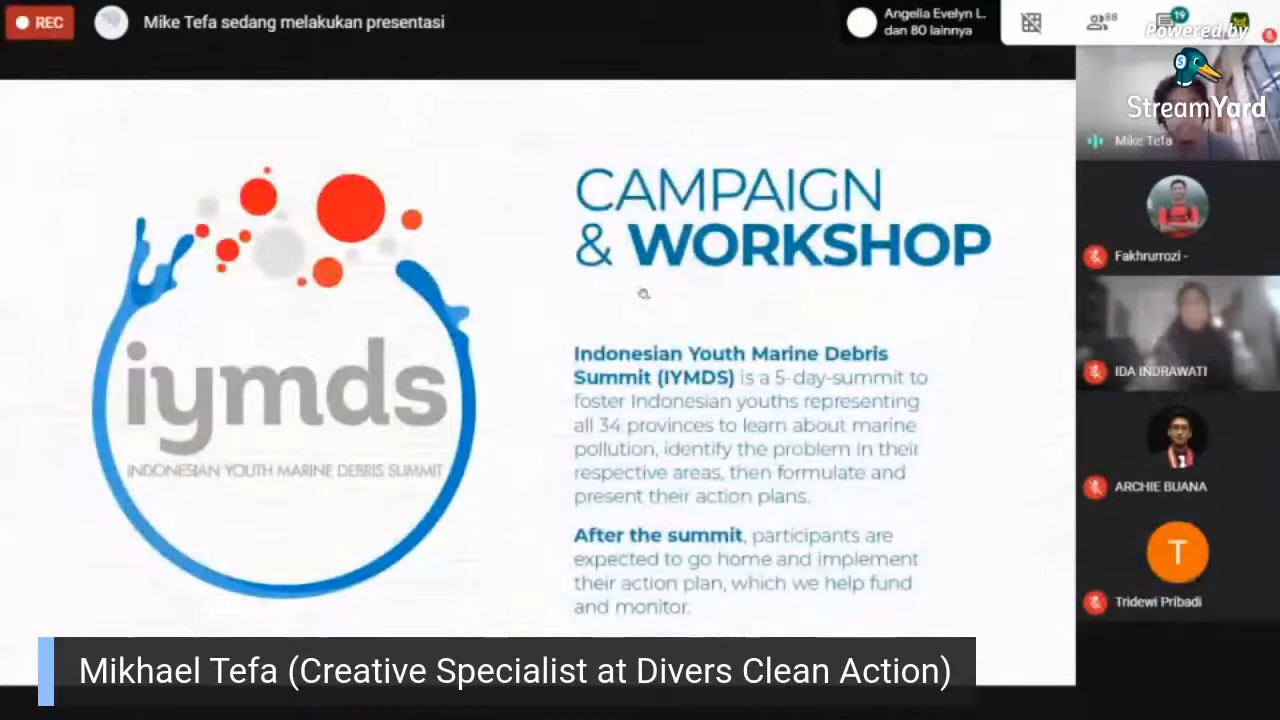 REC
Mike Tefa sedang melakukan presentasi
Angelia Evelyn L.
dan 80 lainnya
88
19
Powered by
StreamYard
Mike Tefa
CAMPAIGN
& WORKSHOP
iymds
INDONESIAN YOUTH MARINE DEBRIS SUMMIT
Indonesian Youth Marine Debris
Summit (IYMDS) is a 5-day-summit to
foster Indonesian youths representing
all 34 provinces to learn about marine
pollution, identify the problem in their
respective areas, then formulate and
present their action plans.
After the summit, participants are
expected to go home and implement
their action plan, which we help fund
and monitor.
Fakhrurrozi -
IDA INDRAWATI
ARCHIE BUANA
T
Tridewi Pribadi
Mikhael Tefa (Creative Specialist at Divers Clean Action)